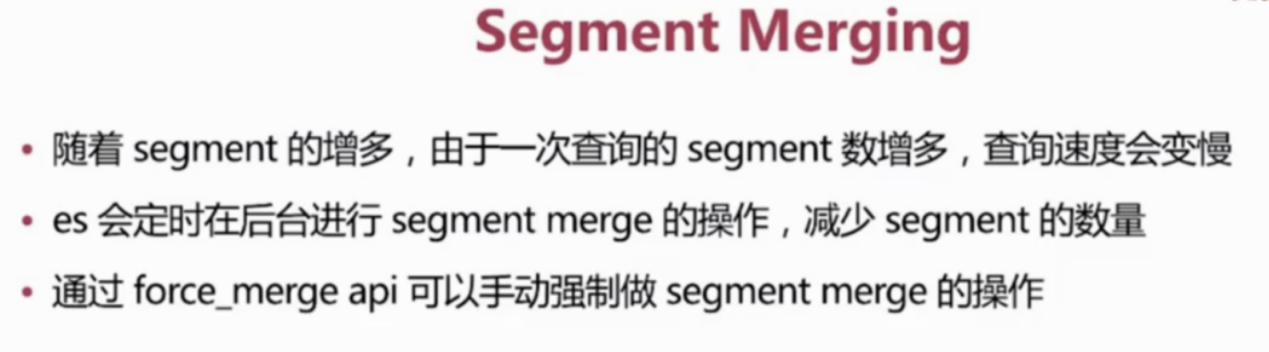 Segment Merging
• 随着 segment 的增多，由于一次查询的 segment 数增多，查询速度会变慢
• es 会定时在后台进行 segment merge 的操作，减少 segment 的数量
• 通过 force_merge api 可以手动强制做 segment merge 的操作